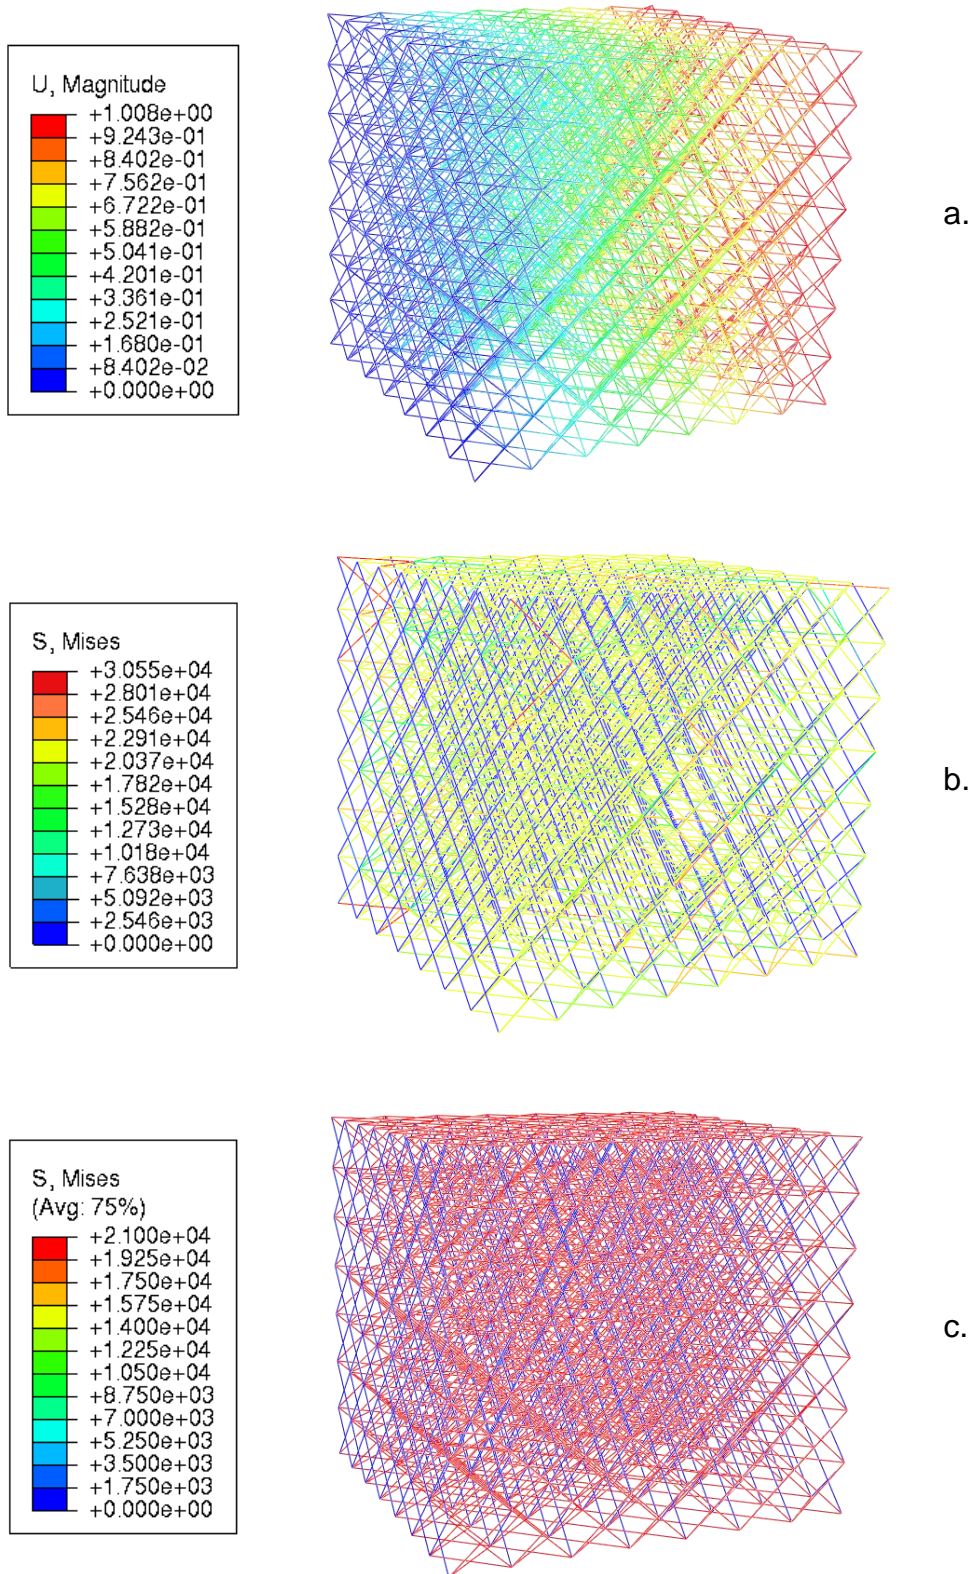 U, Magnitude
+1.008e+00
+9.243e-01
+8.402e-01
+7.562e-01
+6.722e-01
+5.882e-01
+5.041e-01
+4.201e-01
+3.361e-01
+2.521e-01
+1.680e-01
+8.402e-02
+0.000e+00
a.
S, Mises
+3.055e+04
+2.801e+04
+2.546e+04
+2.291e+04
+2.037e+04
+1.782e+04
+1.528e+04
+1.273e+04
+1.018e+04
+7.638e+03
+5.092e+03
+2.546e+03
+0.000e+00
b.
S, Mises
(Avg: 75%)
+2.100e+04
+1.925e+04
+1.750e+04
+1.575e+04
+1.400e+04
+1.225e+04
+1.050e+04
+8.750e+03
+7.000e+03
+5.250e+03
+3.500e+03
+1.750e+03
+0.000e+00
c.